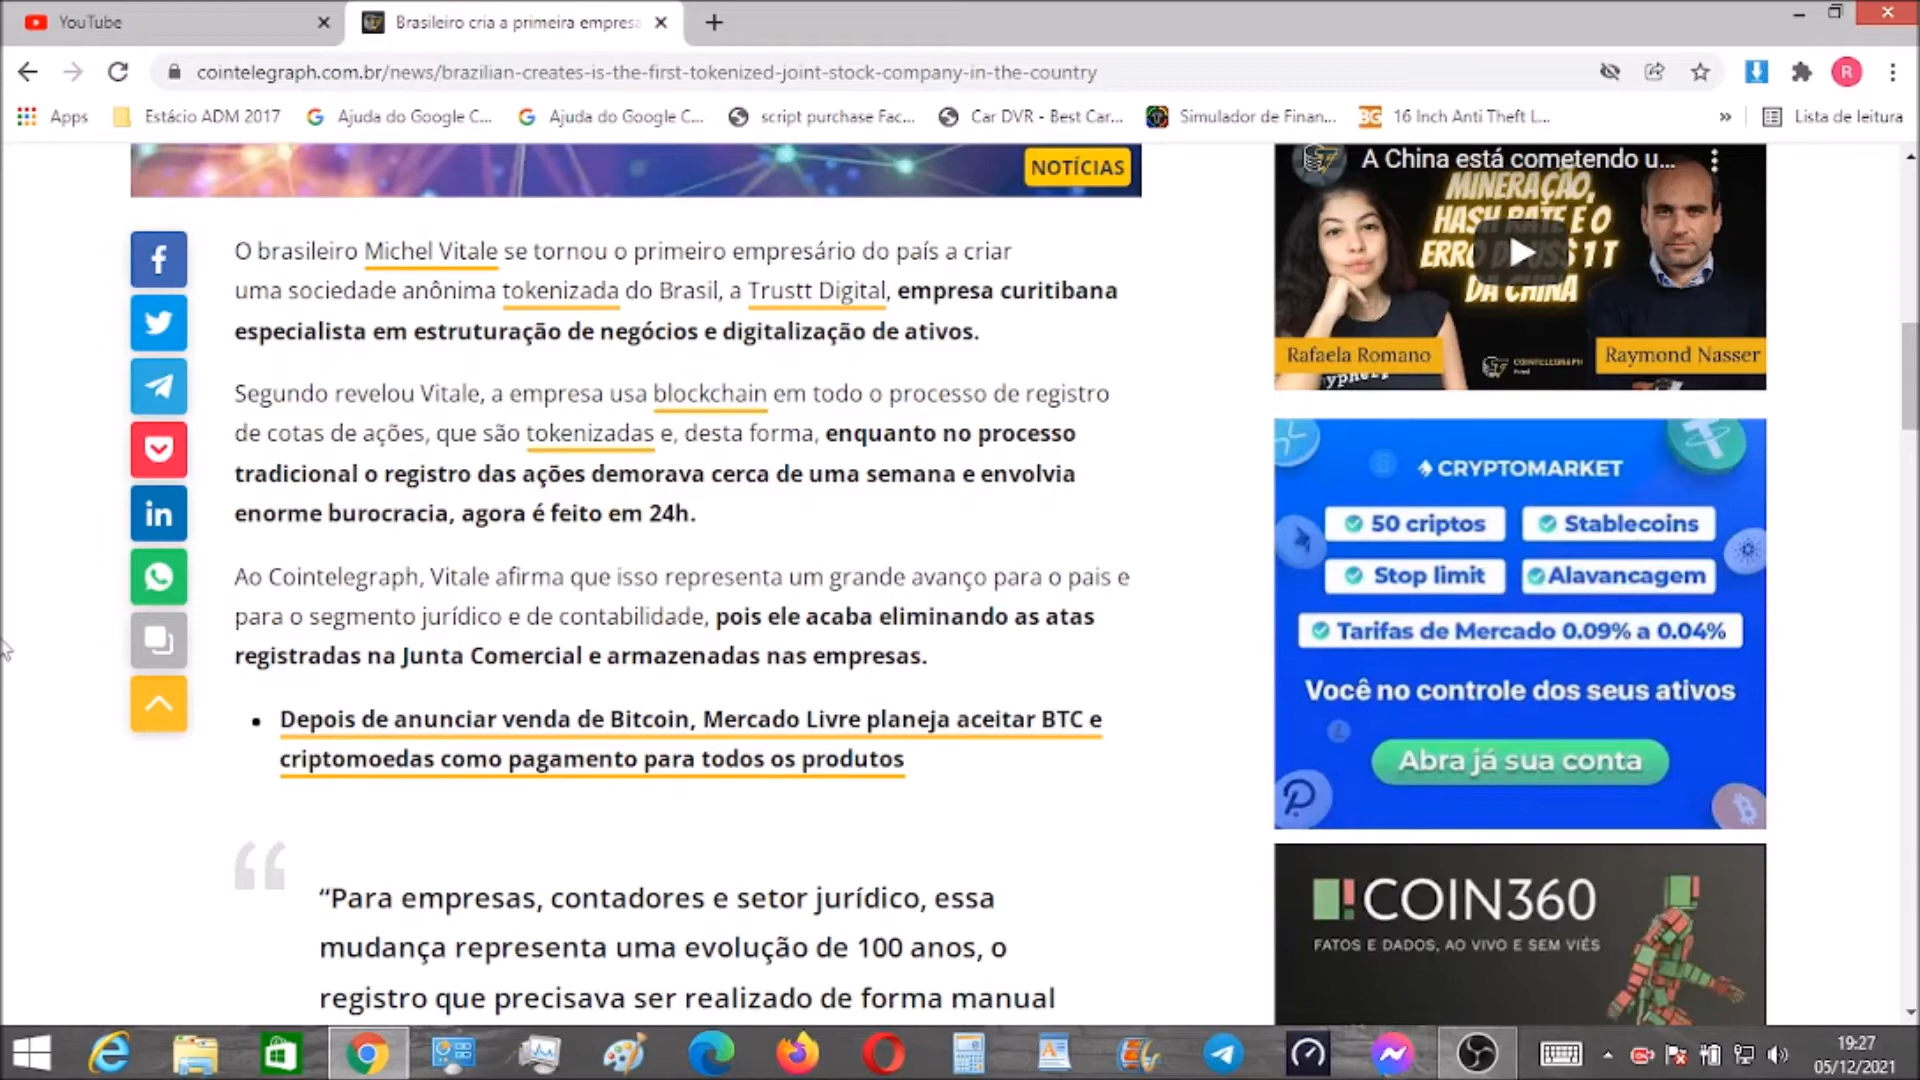 YouTube
Brasileiro cria a primeira empresa
cointelegraph.com.br/news/brazilian-creates-is-the-first-tokenized-joint-stock-company-in-the-country
R
Apps
Estácio ADM 2017
Ajuda do Google C...
Ajuda do Google C...
script purchase Fac...
Car DVR - Best Car...
Simulador de Finan...
16 Inch Anti Theft L...
»
Lista de leitura
NOTÍCIAS
O brasileiro Michel Vitale se tornou o primeiro empresário do país a criar
uma sociedade anônima tokenizada do Brasil, a Trustt Digital, empresa curitibana
especialista em estruturação de negócios e digitalização de ativos.
Segundo revelou Vitale, a empresa usa blockchain em todo o processo de registro
de cotas de ações, que são tokenizadas e, desta forma, enquanto no processo
tradicional o registro das ações demorava cerca de uma semana e envolvia
enorme burocracia, agora é feito em 24h.
Ao Cointelegraph, Vitale afirma que isso representa um grande avanço para o pais e
para o segmento jurídico e de contabilidade, pois ele acaba eliminando as atas
registradas na Junta Comercial e armazenadas nas empresas.
• Depois de anunciar venda de Bitcoin, Mercado Livre planeja aceitar BTC e
criptomoedas como pagamento para todos os produtos
“Para empresas, contadores e setor jurídico, essa
mudança representa uma evolução de 100 anos, o
registro que precisava ser realizado de forma manual
A China está cometendo u...
MINERAÇÃO,
HASH RATE E O
ERRO DE US$ 1 T
DA CHINA
Rafaela Romano
COINTELEGRAPH
Raymond Nasser
CRYPTOMARKET
50 criptos
Stablecoins
Stop limit
Alavancagem
Tarifas de Mercado 0.09% a 0.04%
Você no controle dos seus ativos
Abra já sua conta
COIN360
FATOS E DADOS, AO VIVO E SEM VIÉS
19:27
05/12/2021